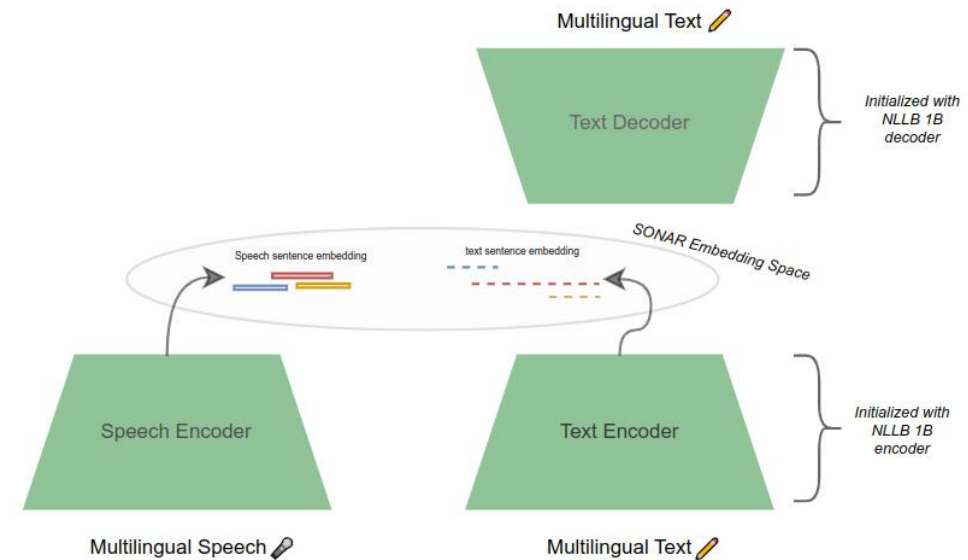 Multilingual Text
Text Decoder
Initialized with
NLLB 1B
decoder
SONAR Embedding Space
Speech sentence embedding
text sentence embedding
Speech Encoder
Text Encoder
Initialized with
NLLB 1B
encoder
Multilingual Speech
Multilingual Text